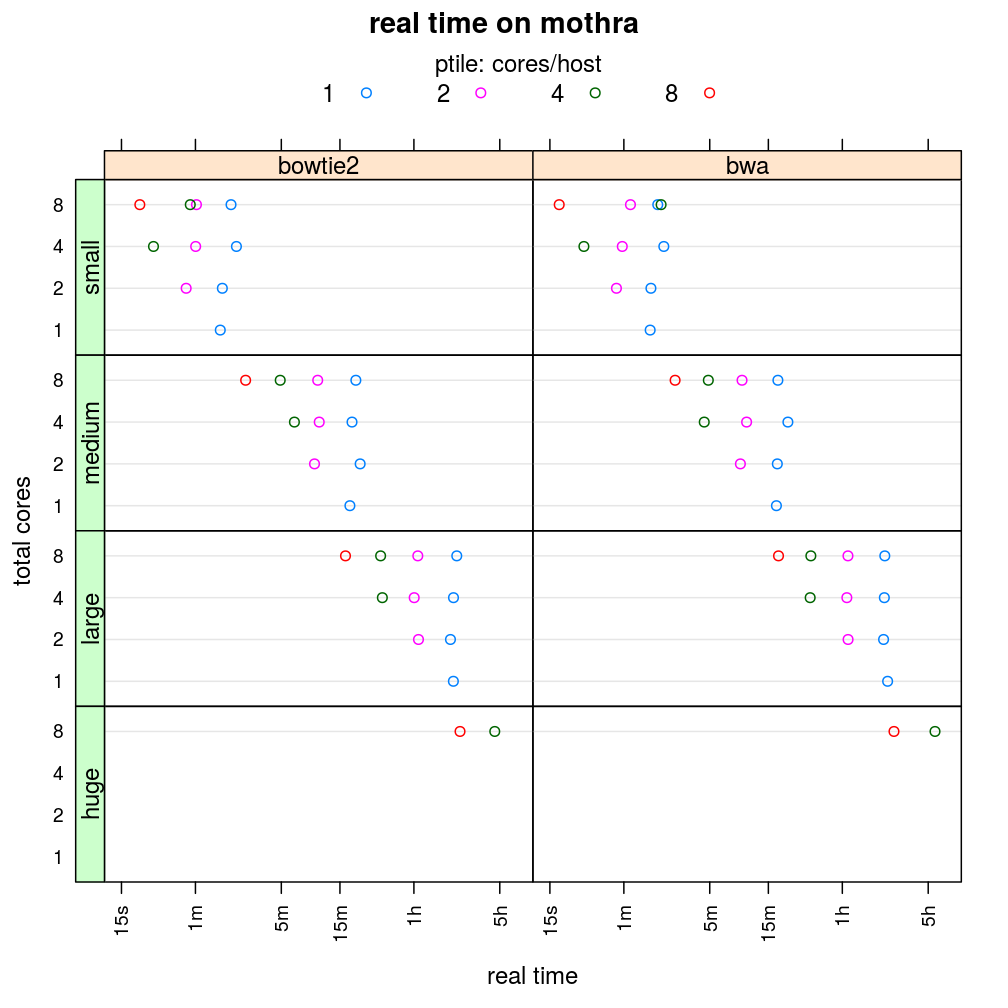 real time on mothra
ptile: cores/host
1 2 4 8
bowtie2 bwa
total cores
small
8
4
2
1
medium
8
4
2
1
large
8
4
2
1
huge
8
4
2
1
15s 1m 5m 15m 1h 5h 15s 1m 5m 15m 1h 5h
real time